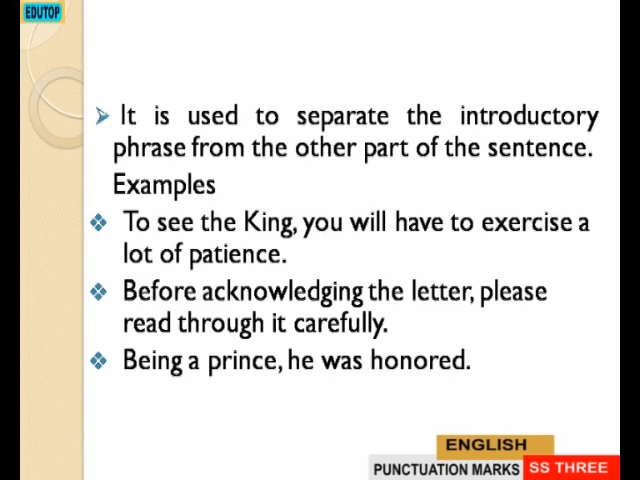 EDUTOP
It is used to separate the introductory
phrase from the other part of the sentence.
Examples
To see the King, you will have to exercise a
lot of patience.
Before acknowledging the letter, please
read through it carefully.
Being a prince, he was honored.
ENGLISH
PUNCTUATION MARKS SS THREE